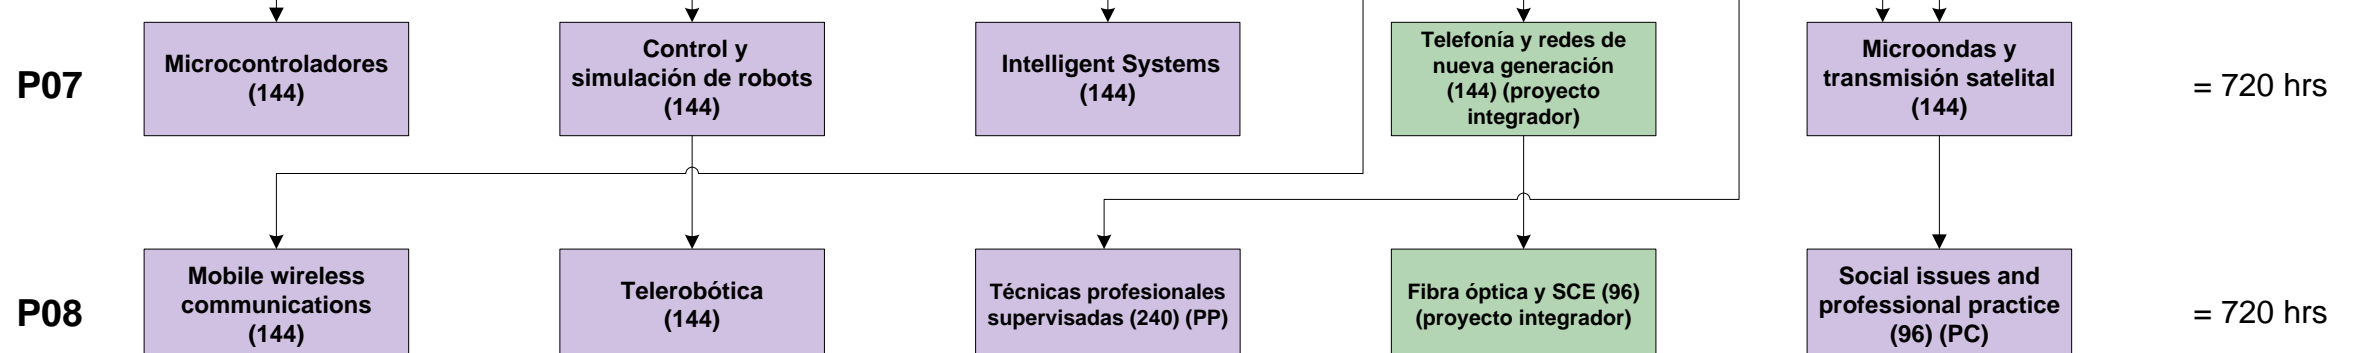 P07
Microcontroladores
(144)
Control y
simulación de robots
(144)
Intelligent Systems
(144)
Telefonía y redes de
nueva generación
(144) (proyecto
integrador)
Microondas y
transmisión satelital
(144)
= 720 hrs
P08
Mobile wireless
communications
(144)
Telerobótica
(144)
Técnicas profesionales
supervisadas (240) (PP)
Fibra óptica y SCE (96)
(proyecto integrador)
Social issues and
professional practice
(96) (PC)
= 720 hrs